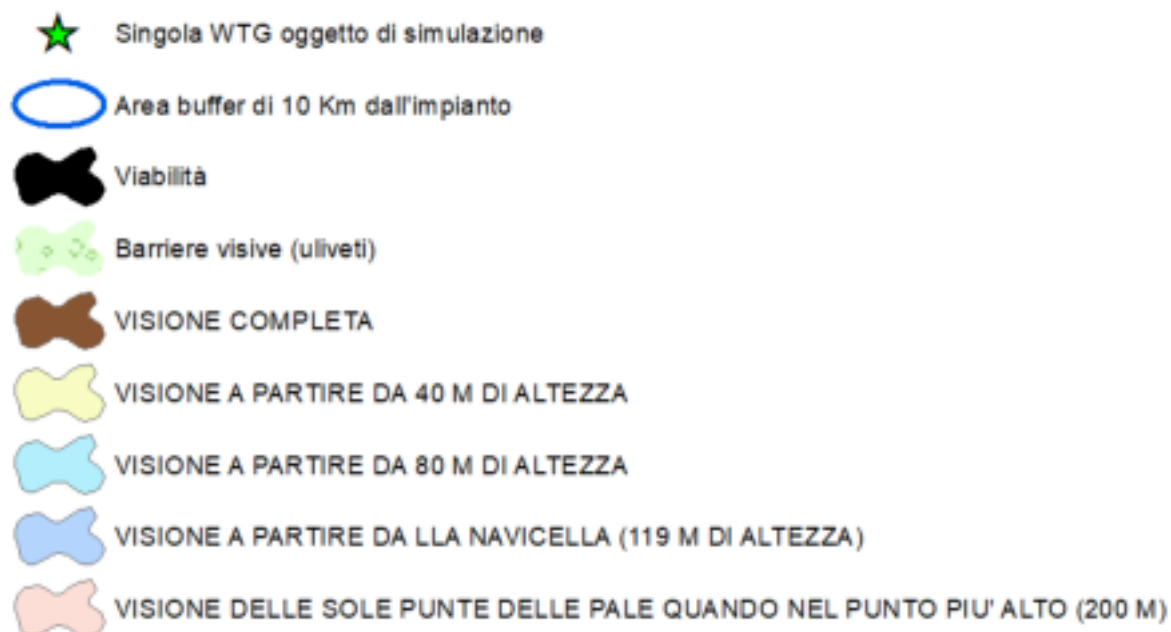 Singola WTG oggetto di simulazione
Area buffer di 10 Km dall'impianto
Viabilità
Barriere visive (uliveti)
VISIONE COMPLETA
VISIONE A PARTIRE DA 40 M DI ALTEZZA
VISIONE A PARTIRE DA 80 M DI ALTEZZA
VISIONE A PARTIRE DA LLA NAVICELLA (119 M DI ALTEZZA)
VISIONE DELLE SOLE PUNTE DELLE PALE QUANDO NEL PUNTO PIU' ALTO (200 M)